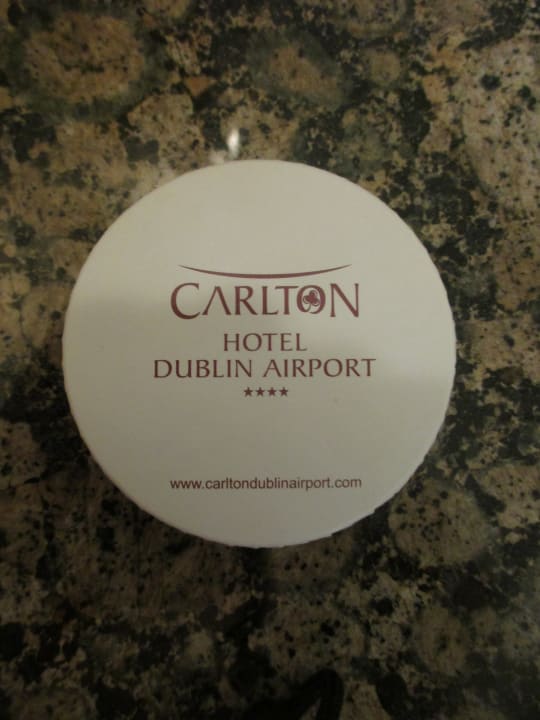 CARLTON
HOTEL
DUBLIN AIRPORT
★★★★
www.carltondublinairport.com